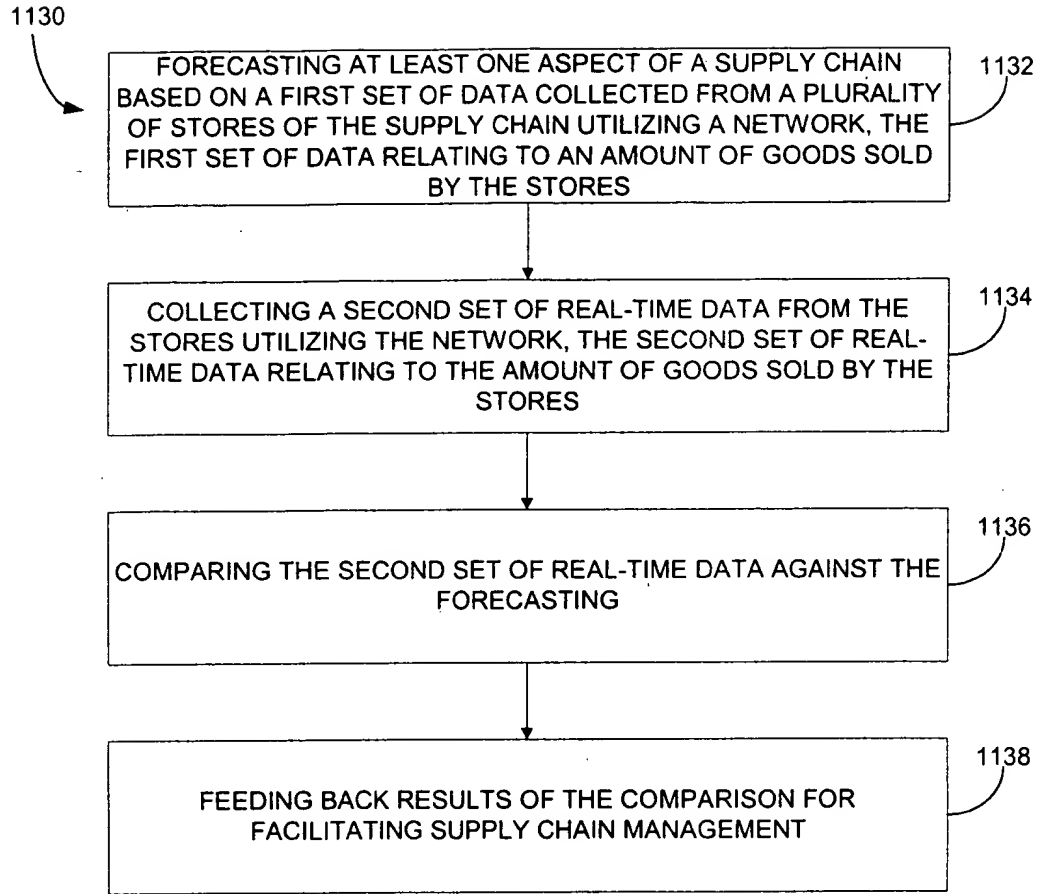 1130
FORECASTING AT LEAST ONE ASPECT OF A SUPPLY CHAIN
BASED ON A FIRST SET OF DATA COLLECTED FROM A PLURALITY
OF STORES OF THE SUPPLY CHAIN UTILIZING A NETWORK, THE
FIRST SET OF DATA RELATING TO AN AMOUNT OF GOODS SOLD
BY THE STORES
1132
COLLECTING A SECOND SET OF REAL-TIME DATA FROM THE
STORES UTILIZING THE NETWORK, THE SECOND SET OF REAL-
TIME DATA RELATING TO THE AMOUNT OF GOODS SOLD BY THE
STORES
1134
COMPARING THE SECOND SET OF REAL-TIME DATA AGAINST THE
FORECASTING
1136
FEEDING BACK RESULTS OF THE COMPARISON FOR
FACILITATING SUPPLY CHAIN MANAGEMENT
1138